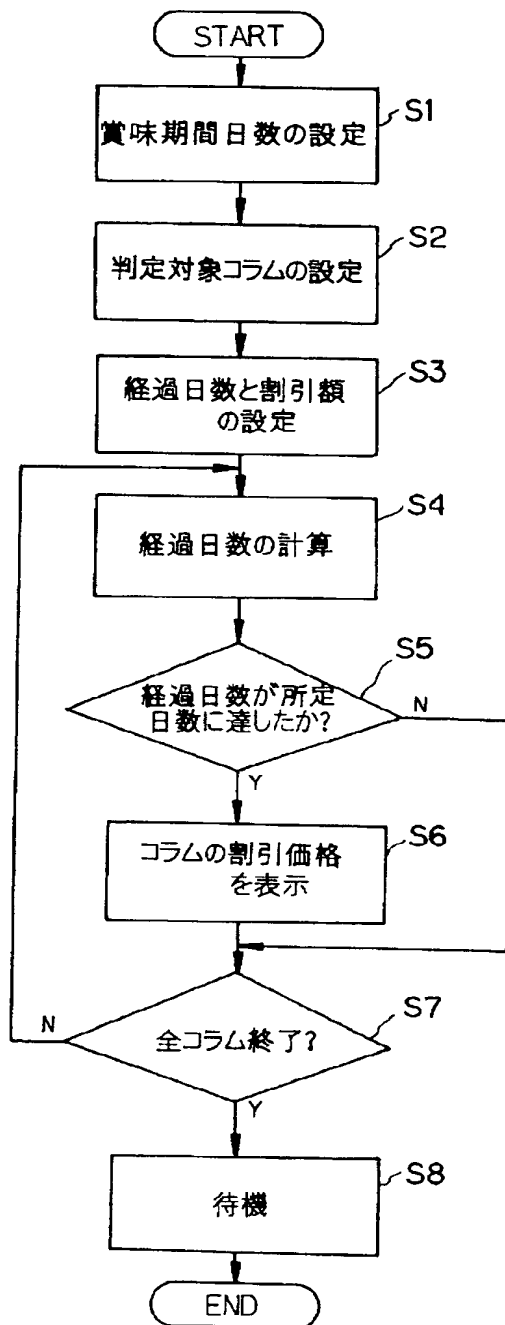 START
S1
賞味期間日数の設定
S2
判定対象コラムの設定
S3
経過日数と割引額
の設定
S4
経過日数の計算
S5
経過日数が所定
日数に達したか?
N
Y
S6
コラムの割引価格
を表示
S7
全コラム終了?
N
Y
S8
待機
END